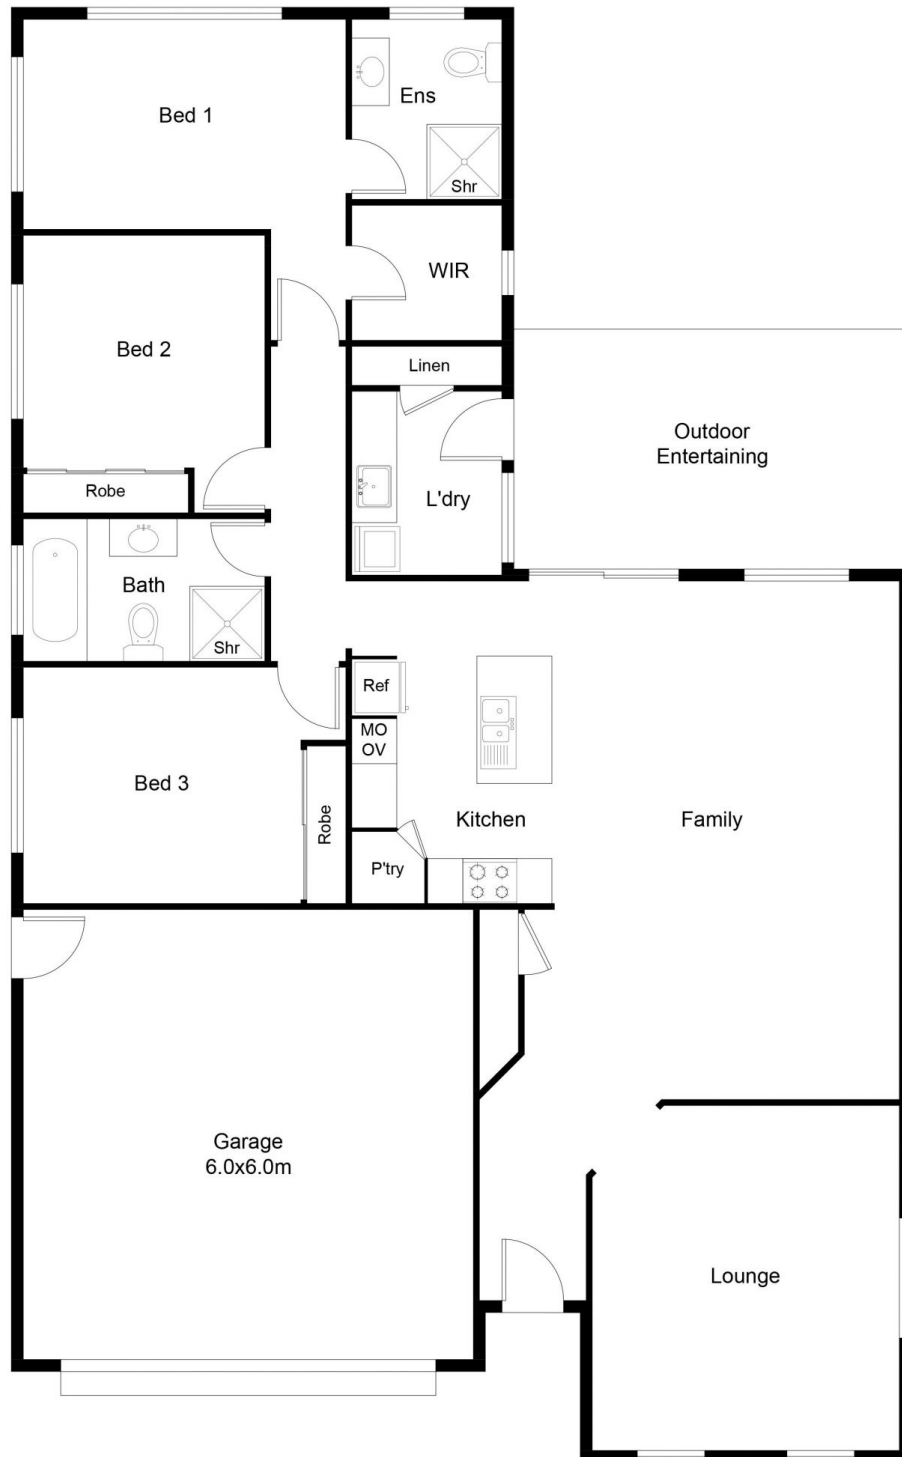 Bed 1
Ens
Shr
WIR
Bed 2
Linen
Robe
L'dry
Outdoor
Entertaining
Bath
Shr
Ref
MO
OV
Bed 3
Robe
Kitchen
Family
P'try
Garage
6.0x6.0m
Lounge